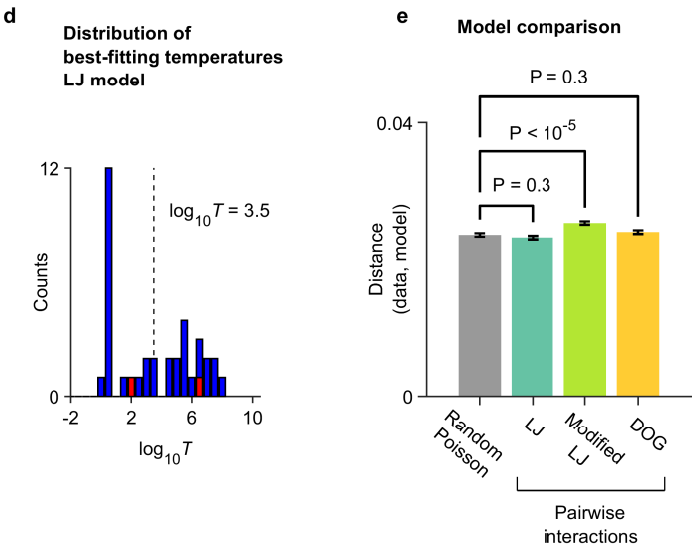 d
Distribution of
best-fitting temperatures
LJ model
12
log10T = 3.5
Counts
0
-2
2
6
10
log10T
e
Model comparison
P = 0.3
0.04
P < 10-5
P = 0.3
Distance
(data, model)
0
Random
Poisson
LJ
Modified
LJ
DOG
Pairwise
interactions